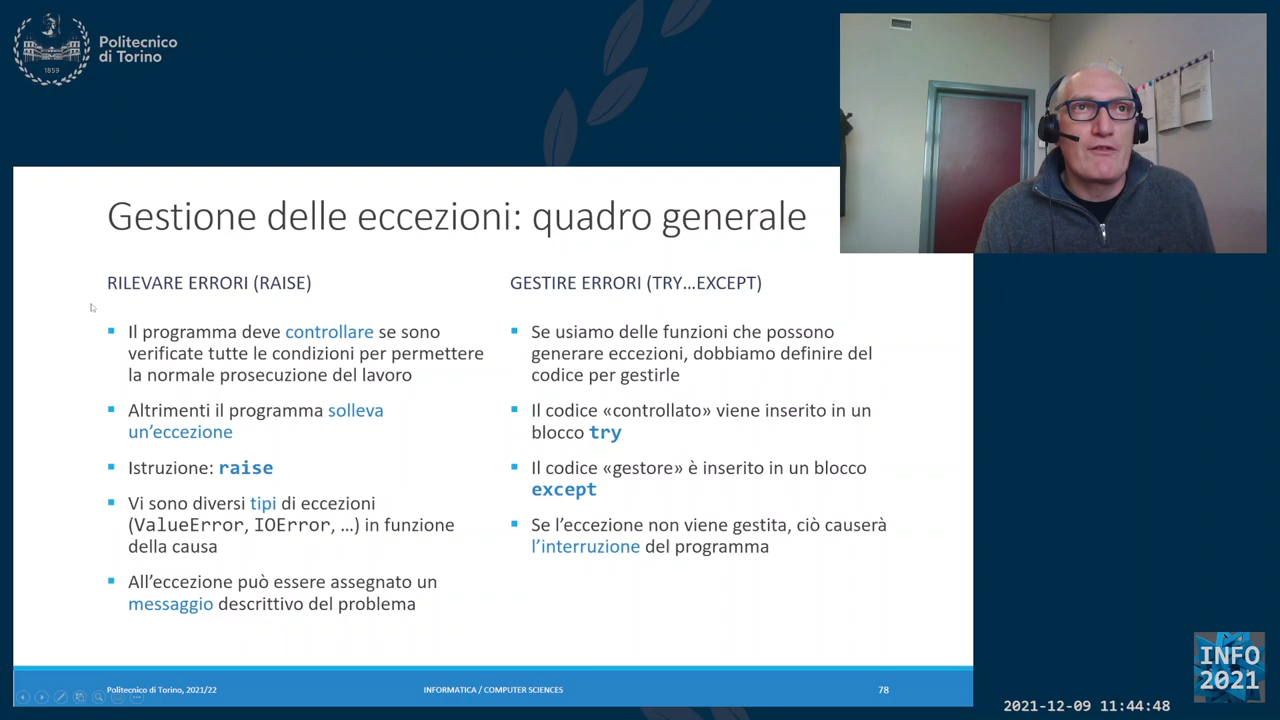 Politecnico
di Torino
1859
Gestione delle eccezioni: quadro generale
RILEVARE ERRORI (RAISE)
Il programma deve controllare se sono
verificate tutte le condizioni per permettere
la normale prosecuzione del lavoro
Altrimenti il programma solleva
un’eccezione
Istruzione: raise
Vi sono diversi tipi di eccezioni
(ValueError, IOError, …) in funzione
della causa
All’eccezione può essere assegnato un
messaggio descrittivo del problema
GESTIRE ERRORI (TRY…EXCEPT)
Se usiamo delle funzioni che possono
generare eccezioni, dobbiamo definire del
codice per gestirle
Il codice «controllato» viene inserito in un
blocco try
Il codice «gestore» è inserito in un blocco
except
Se l’eccezione non viene gestita, ciò causerà
l’interruzione del programma
Politecnico di Torino, 2021/22
INFORMATICA / COMPUTER SCIENCES
78
INFO
2021
2021-12-09 11:44:48